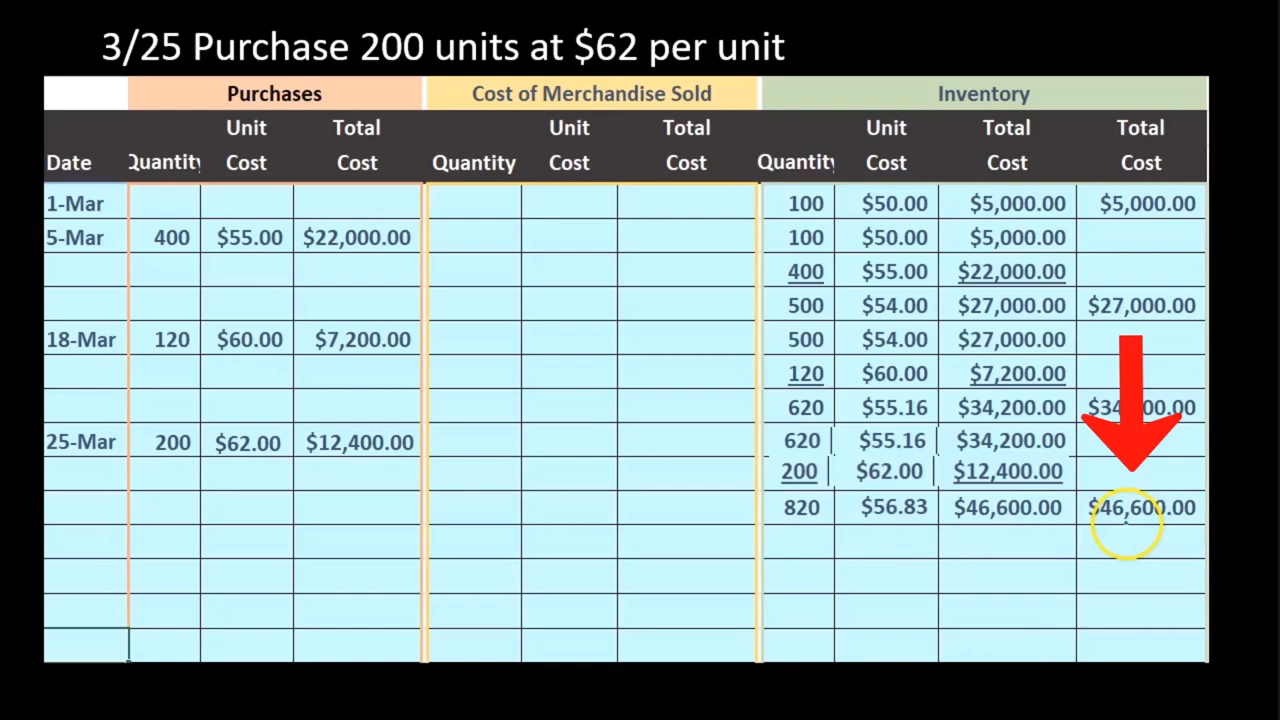 3/25 Purchase 200 units at $62 per unit
Purchases Cost of Merchandise Sold Inventory
Unit Total Unit Total Unit Total Total
Date Quantity Cost Cost Quantity Cost Cost Quantity Cost Cost Cost
1-Mar 100 $50.00 $5,000.00 $5,000.00
5-Mar 400 $55.00 $22,000.00 100 $50.00 $5,000.00
400 $55.00 $22,000.00
500 $54.00 $27,000.00 $27,000.00
18-Mar 120 $60.00 $7,200.00 500 $54.00 $27,000.00
120 $60.00 $7,200.00
620 $55.16 $34,200.00
25-Mar 200 $62.00 $12,400.00 620 $55.16 $34,200.00
200 $62.00 $12,400.00
820 $56.83 $46,600.00 $46,600.00